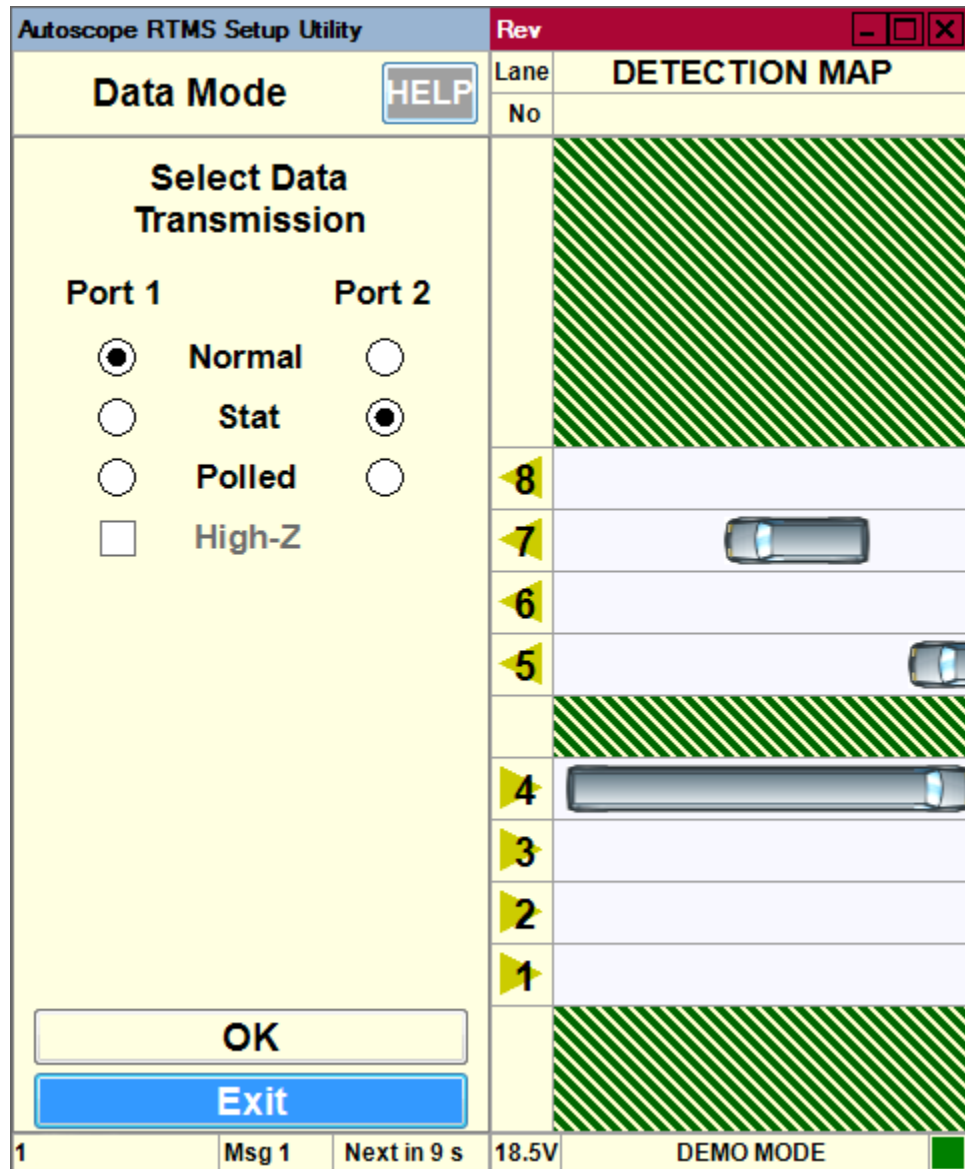 Autoscope RTMS Setup Utility
Rev
Data Mode
HELP
Lane
No
DETECTION MAP
Select Data
Transmission
Port 1 Port 2
Normal
Stat
Polled
High-Z
8
7
6
5
4
3
2
1
OK
Exit
1 Msg 1 Next in 9 s 18.5V DEMO MODE